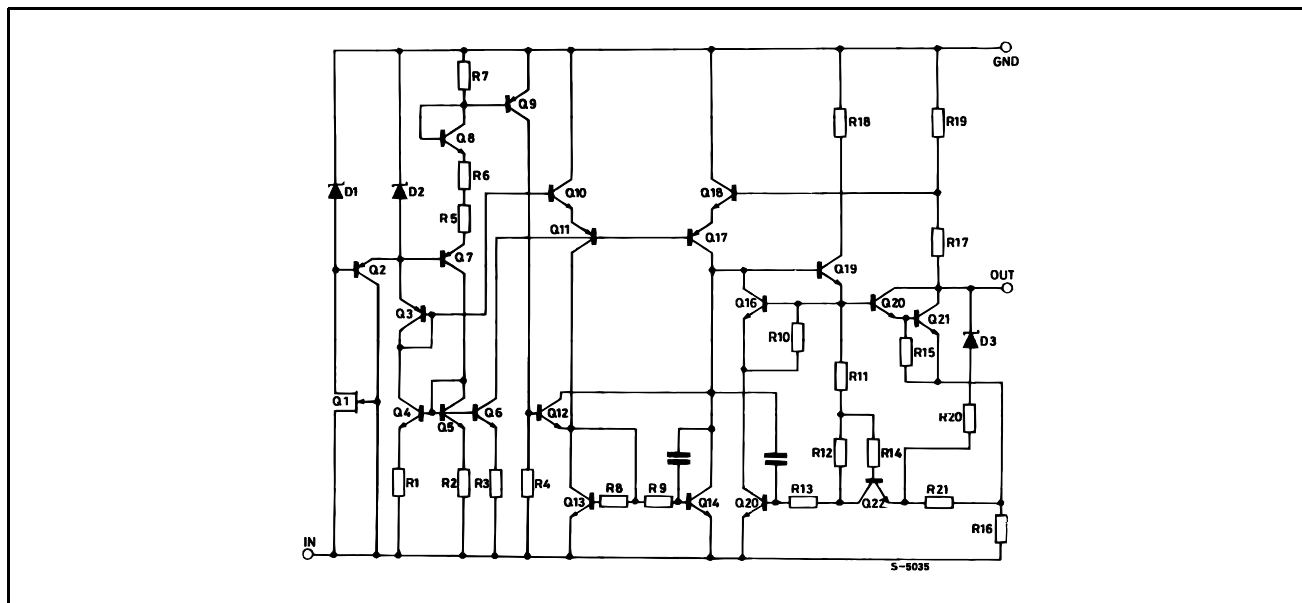 GND
R7
Q9
Q8
R18
R19
R6
D1
D2
Q10
Q18
R5
Q11
Q17
R17
Q2
Q7
Q19
OUT
Q3
Q16
Q20
Q21
R10
R15
D3
R11
Q1
Q4
Q5
Q6
Q12
R20
R12
R14
R1
R2
R3
R4
Q13
R8
R9
Q14
Q20
R13
Q22
R21
R16
IN
S-5035